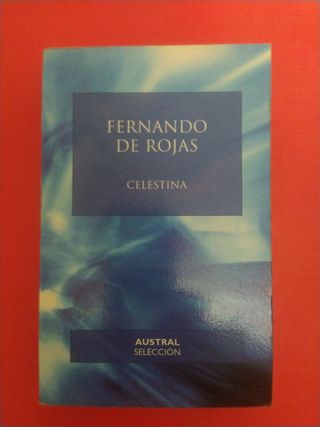 FERNANDO
DE ROJAS
CELESTINA
AUSTRAL
SELECCIÓN